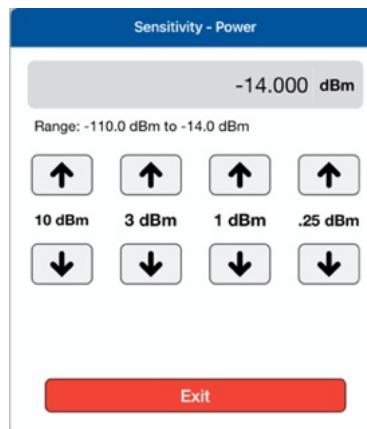 Sensitivity - Power
-14.000 dBm
Range: -110.0 dBm to -14.0 dBm
10 dBm 3 dBm 1 dBm .25 dBm
Exit